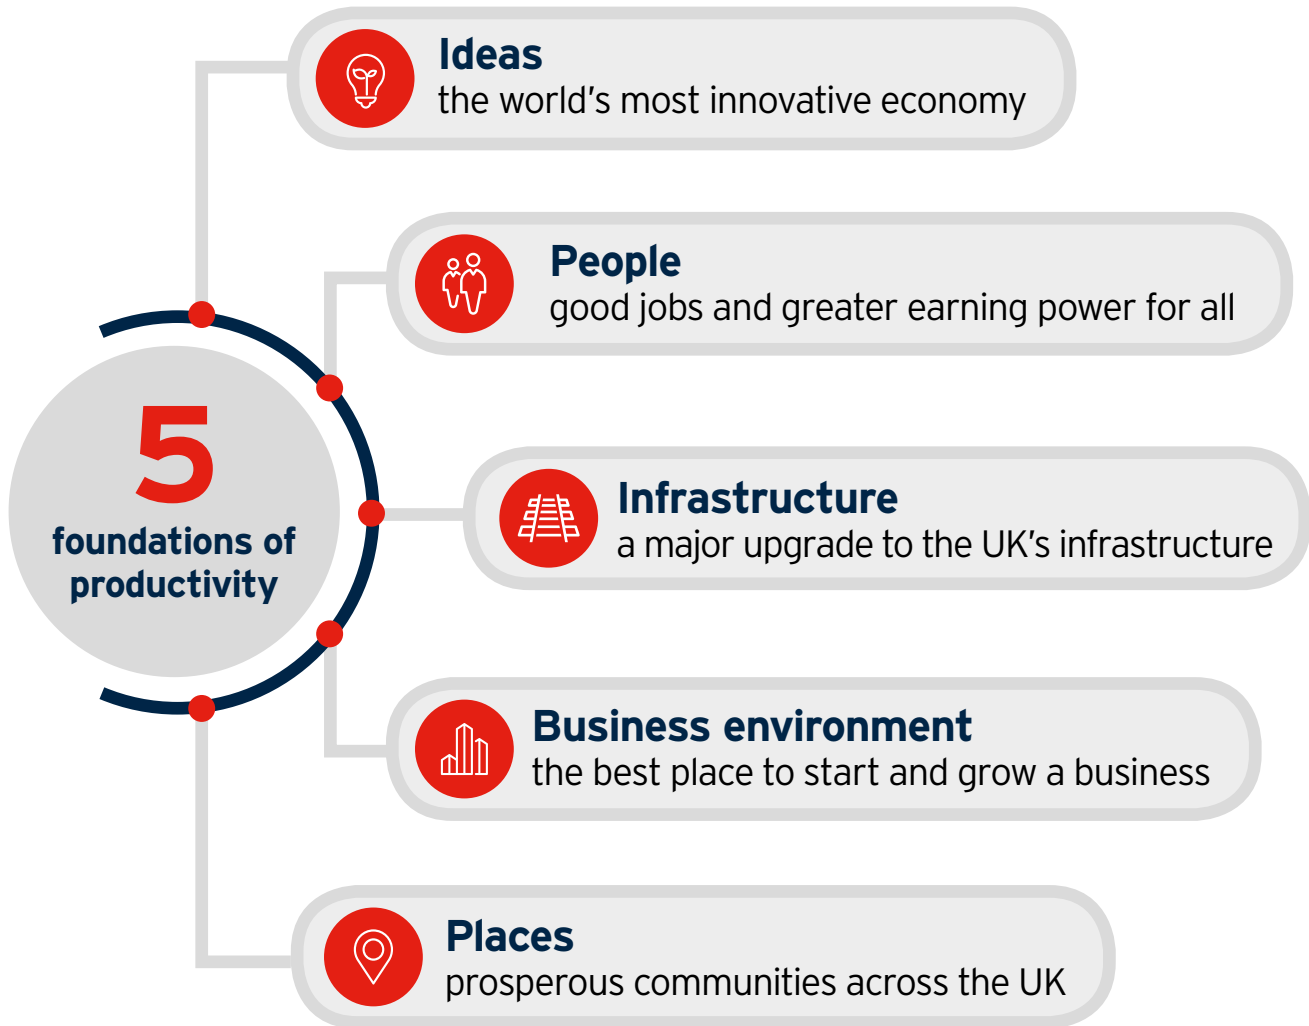 Ideas
the world's most innovative economy
People
good jobs and greater earning power for all
5
foundations of
productivity
Infrastructure
a major upgrade to the UK's infrastructure
Business environment
the best place to start and grow a business
Places
prosperous communities across the UK